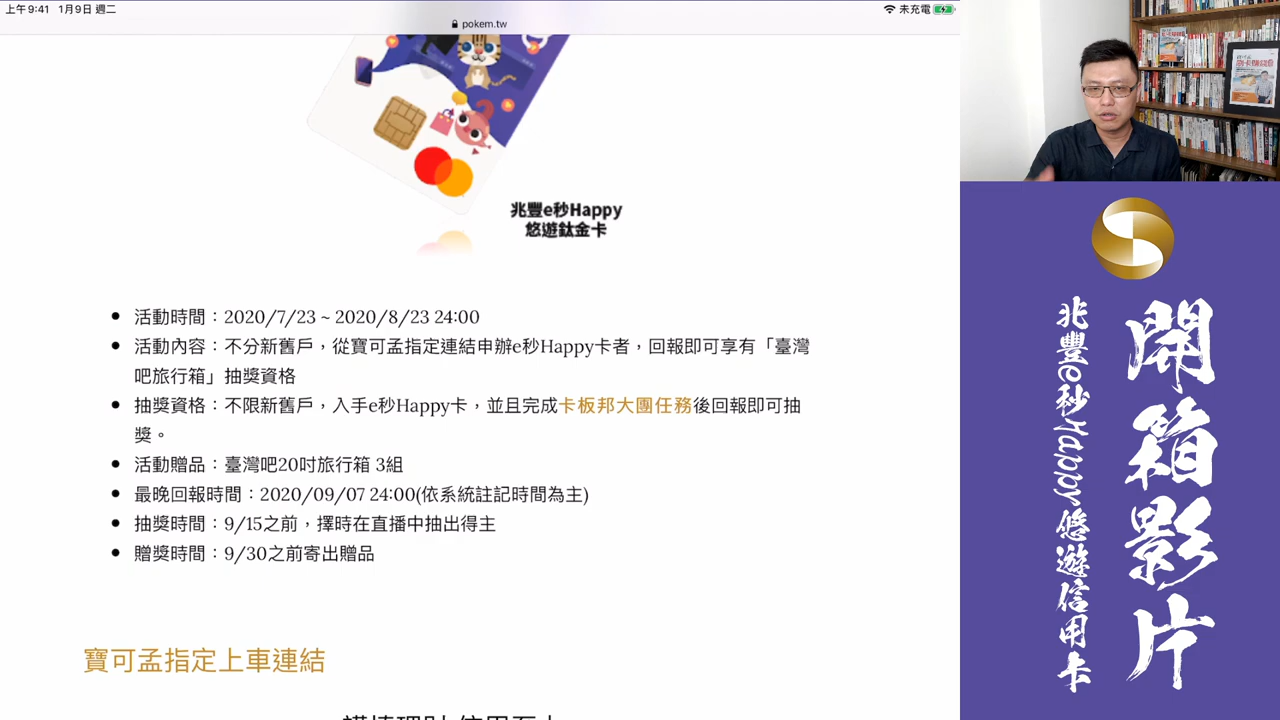 上午9:41 1月9日 週二
未充電
pokem.tw
兆豐e秒Happy
悠遊鈦金卡
活動時間：2020/7/23 ~ 2020/8/23 24:00
活動內容：不分新舊戶，從寶可孟指定連結申辦e秒Happy卡者，回報即可享有「臺灣
吧旅行箱」抽獎資格
抽獎資格：不限新舊戶，入手e秒Happy卡，並且完成卡板邦大團任務後回報即可抽
獎。
活動贈品：臺灣吧20吋旅行箱 3組
最晚回報時間：2020/09/07 24:00(依系統註記時間為主)
抽獎時間：9/15之前，擇時在直播中抽出得主
贈獎時間：9/30之前寄出贈品
寶可孟指定上車連結
開箱影片
兆豐e秒Happy悠遊信用卡